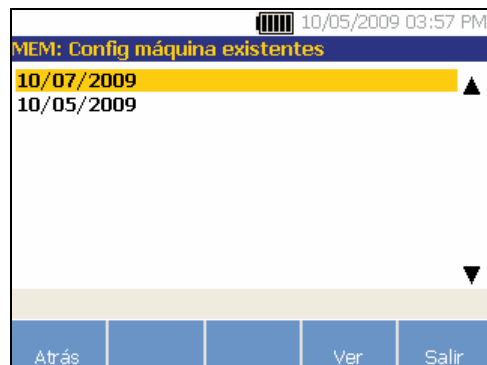 10/05/2009 03:57 PM
MEM: Config máquina existentes
10/07/2009
10/05/2009
Atrás Ver Salir